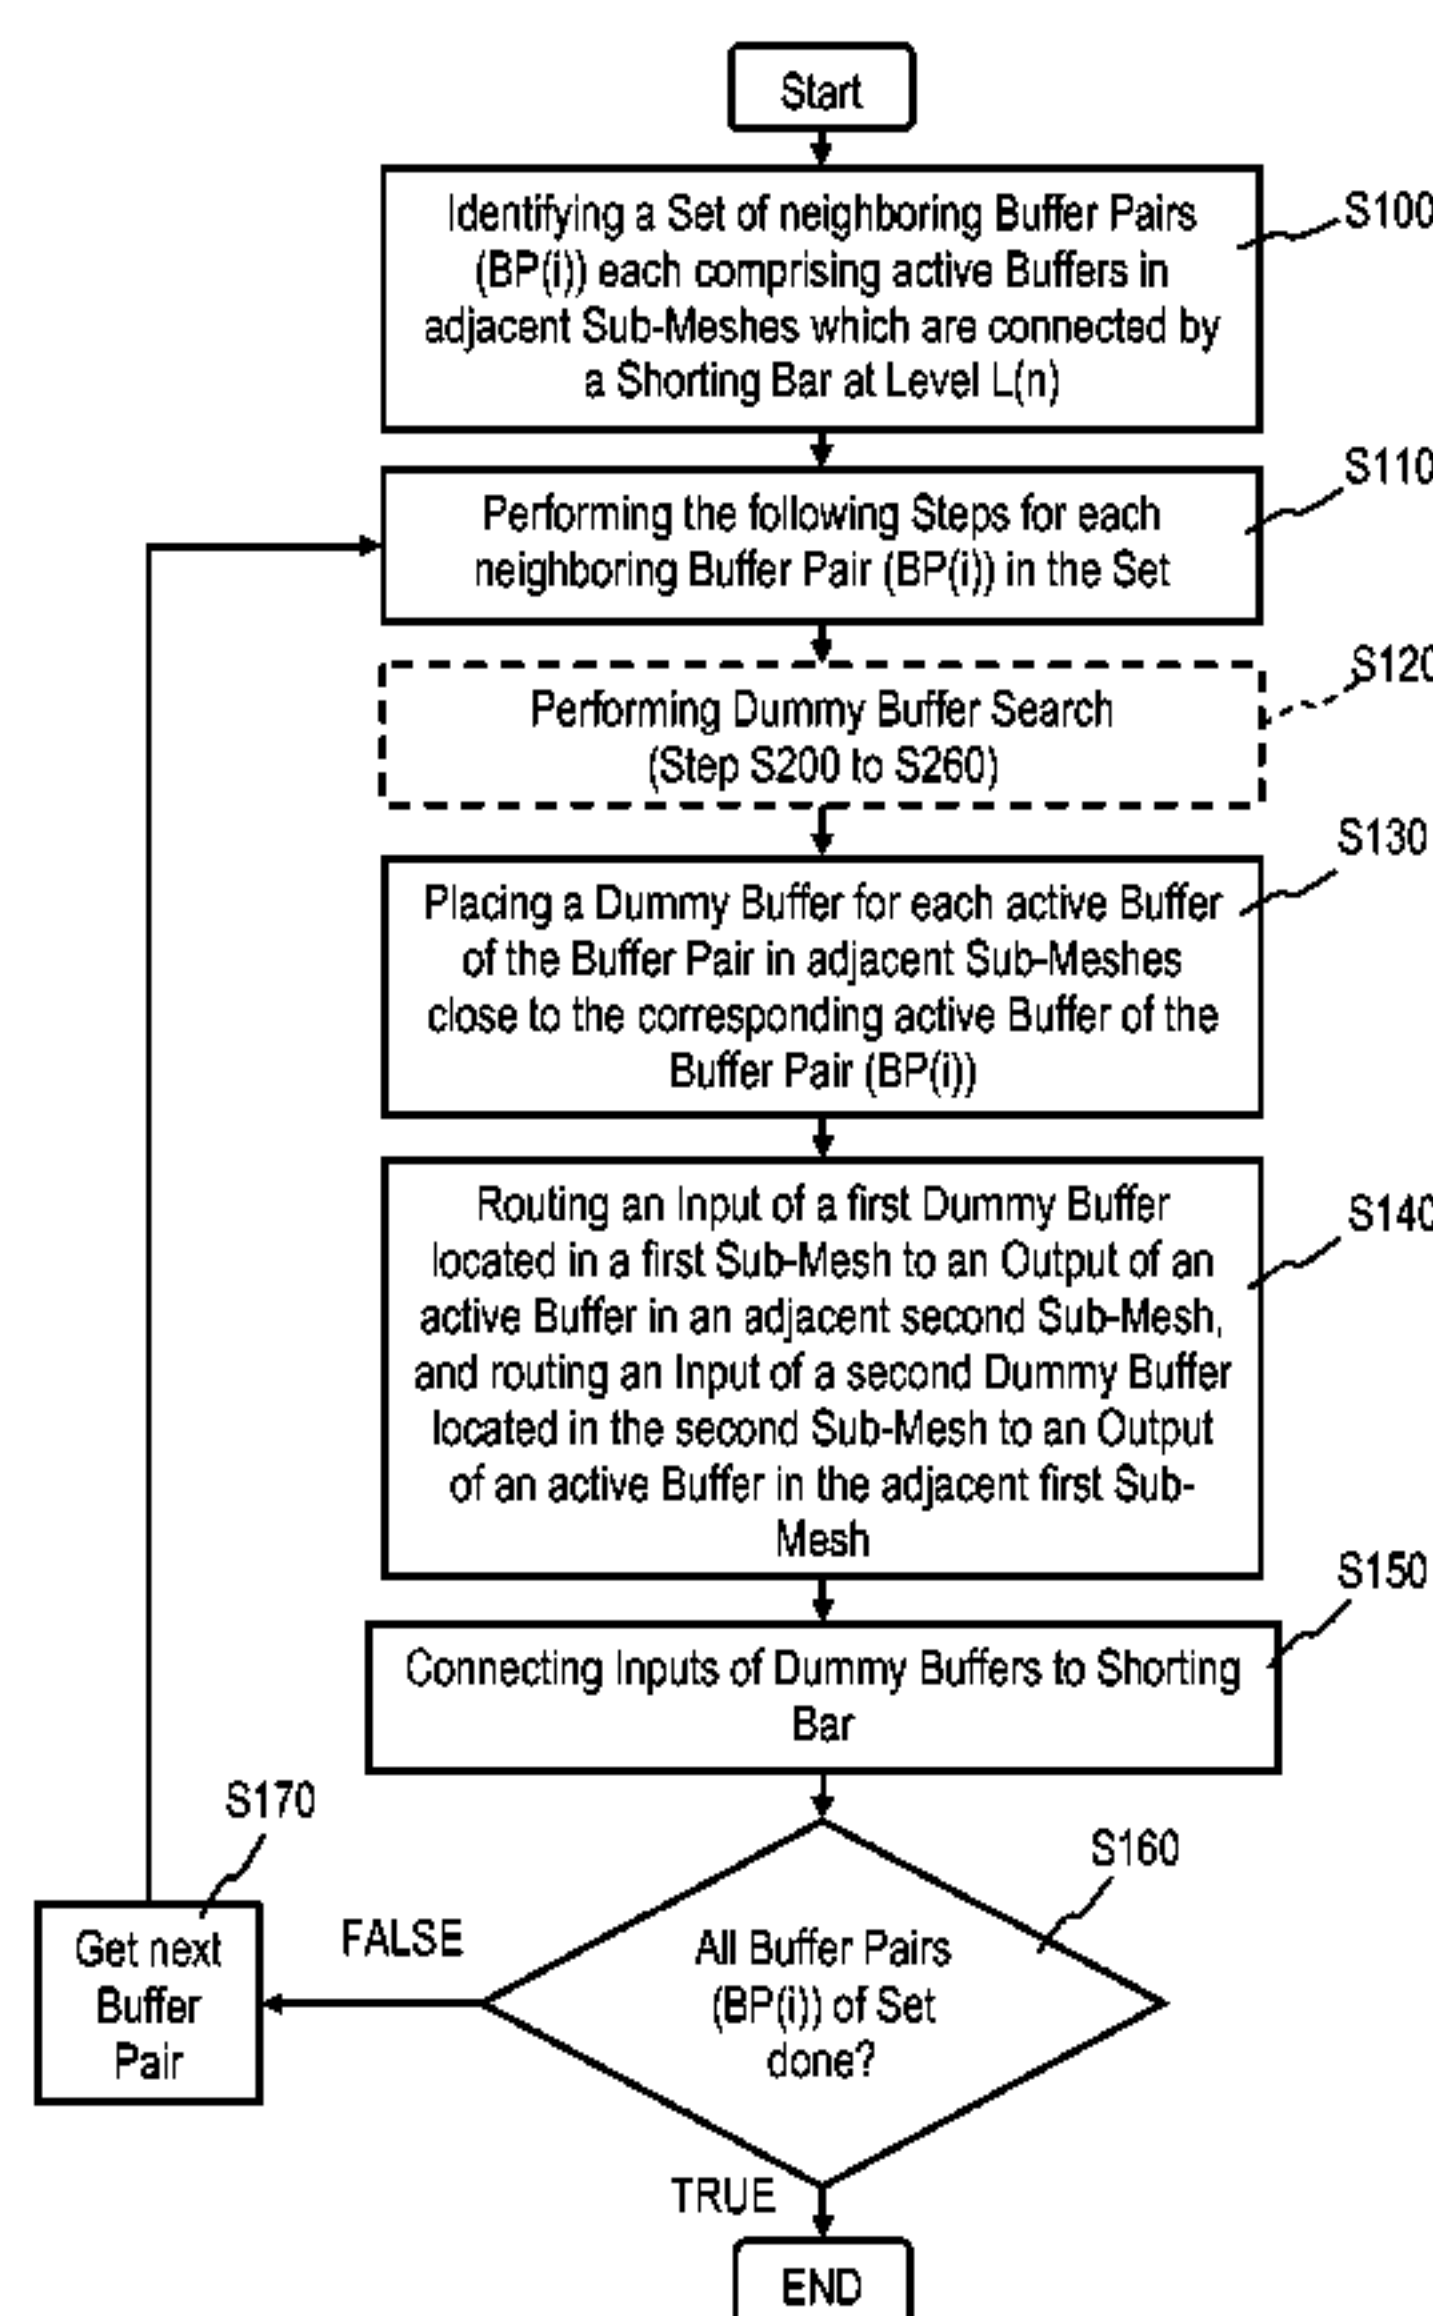 Start
Identifying a Set of neighboring Buffer Pairs
(BP(i)) each comprising active Buffers in
adjacent Sub-Meshes which are connected by
a Shorting Bar at Level L(n)
S100
Performing the following Steps for each
neighboring Buffer Pair (BP(i)) in the Set
S110
Performing Dummy Buffer Search
(Step S200 to S260)
S120
Placing a Dummy Buffer for each active Buffer
of the Buffer Pair in adjacent Sub-Meshes
close to the corresponding active Buffer of the
Buffer Pair (BP(i))
S130
Routing an Input of a first Dummy Buffer
located in a first Sub-Mesh to an Output of an
active Buffer in an adjacent second Sub-Mesh,
and routing an Input of a second Dummy Buffer
located in the second Sub-Mesh to an Output
of an active Buffer in the adjacent first Sub-
Mesh
S140
Connecting Inputs of Dummy Buffers to Shorting
Bar
S150
All Buffer Pairs
(BP(i)) of Set
done?
S160
FALSE
Get next
Buffer
Pair
S170
TRUE
END